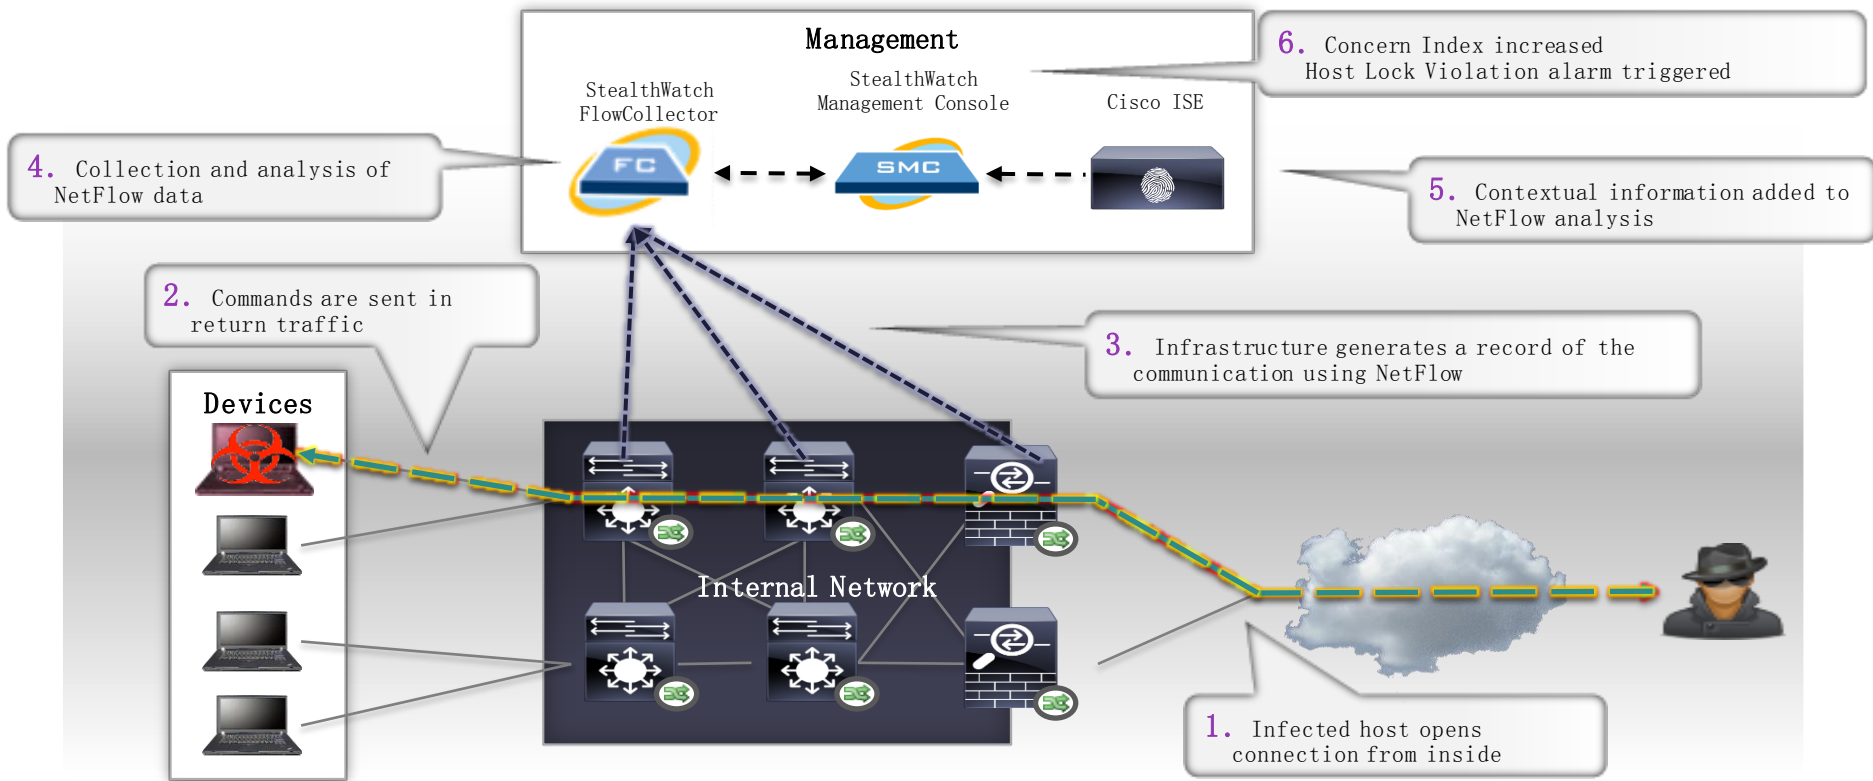 Management
6. Concern Index increased
Host Lock Violation alarm triggered
StealthWatch
FlowCollector
StealthWatch
Management Console
Cisco ISE
4. Collection and analysis of
NetFlow data
FC
SMC
5. Contextual information added to
NetFlow analysis
2. Commands are sent in
return traffic
3. Infrastructure generates a record of the
communication using NetFlow
Devices
Internal Network
1. Infected host opens
connection from inside